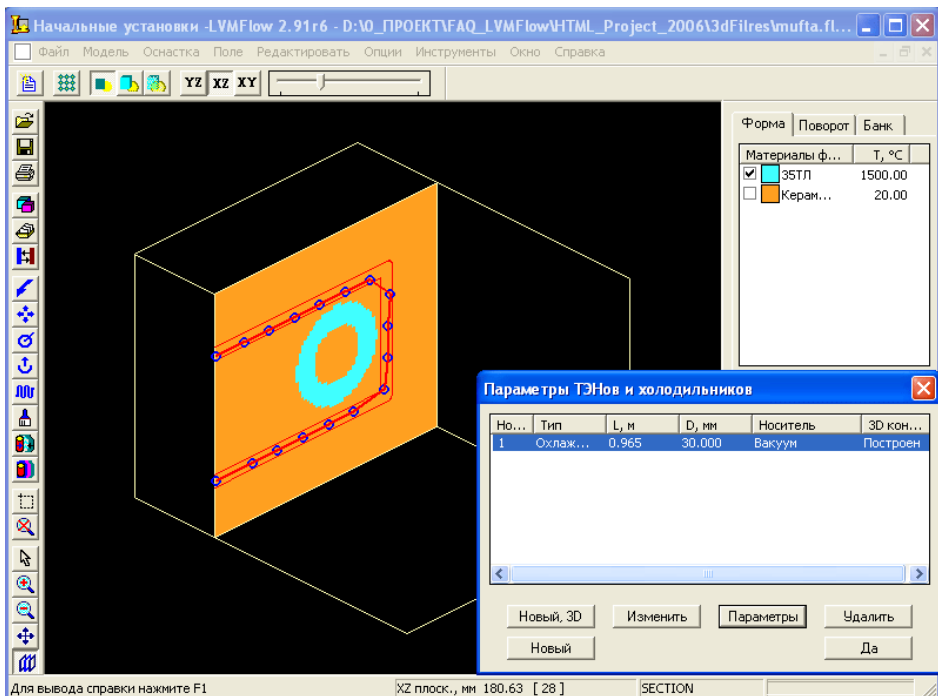 Начальные установки -LVMFlow 2.91r6 - D:\0_ПРОЕКТ\FAQ_LVMFlow\HTML_Project_2006\3dFilres\mufta.fl...
Файл Модель Оснастка Поле Редактировать Опции Инструменты Окно Справка
YZ XZ XY
Форма Поворот Банк
Материалы ф... T, °C
35ТЛ 1500.00
Керам... 20.00
Параметры ТЭНов и холодильников
Но... Тип L, м D, мм Носитель 3D кон...
1 Охлаж... 0.965 30.000 Вакуум Построен
Новый, 3D Изменить Параметры Удалить
Новый Да
Для вывода справки нажмите F1 XZ плоск., мм 180.63 [ 28 ] SECTION